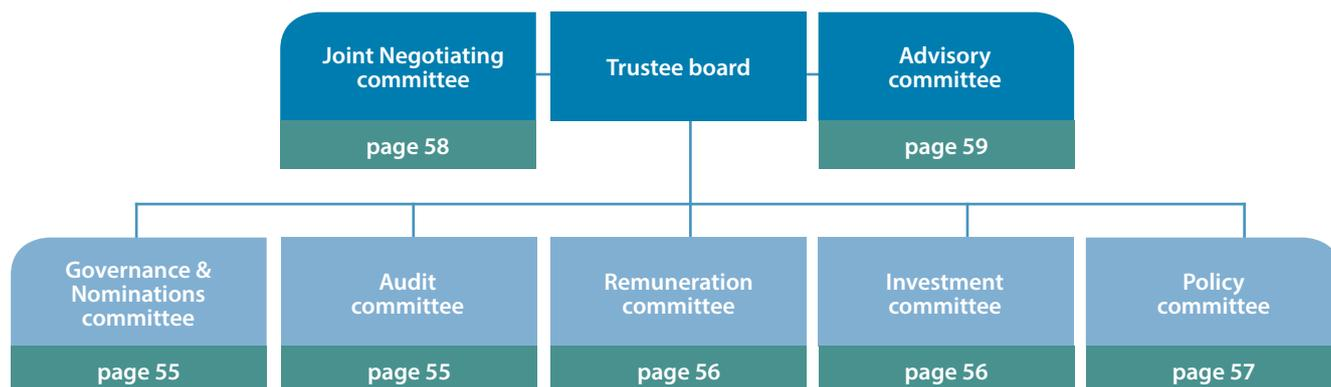 Joint Negotiating
committee
page 58
Trustee board
Advisory
committee
page 59
Governance &
Nominations
committee
page 55
Audit
committee
page 55
Remuneration
committee
page 56
Investment
committee
page 56
Policy
committee
page 57